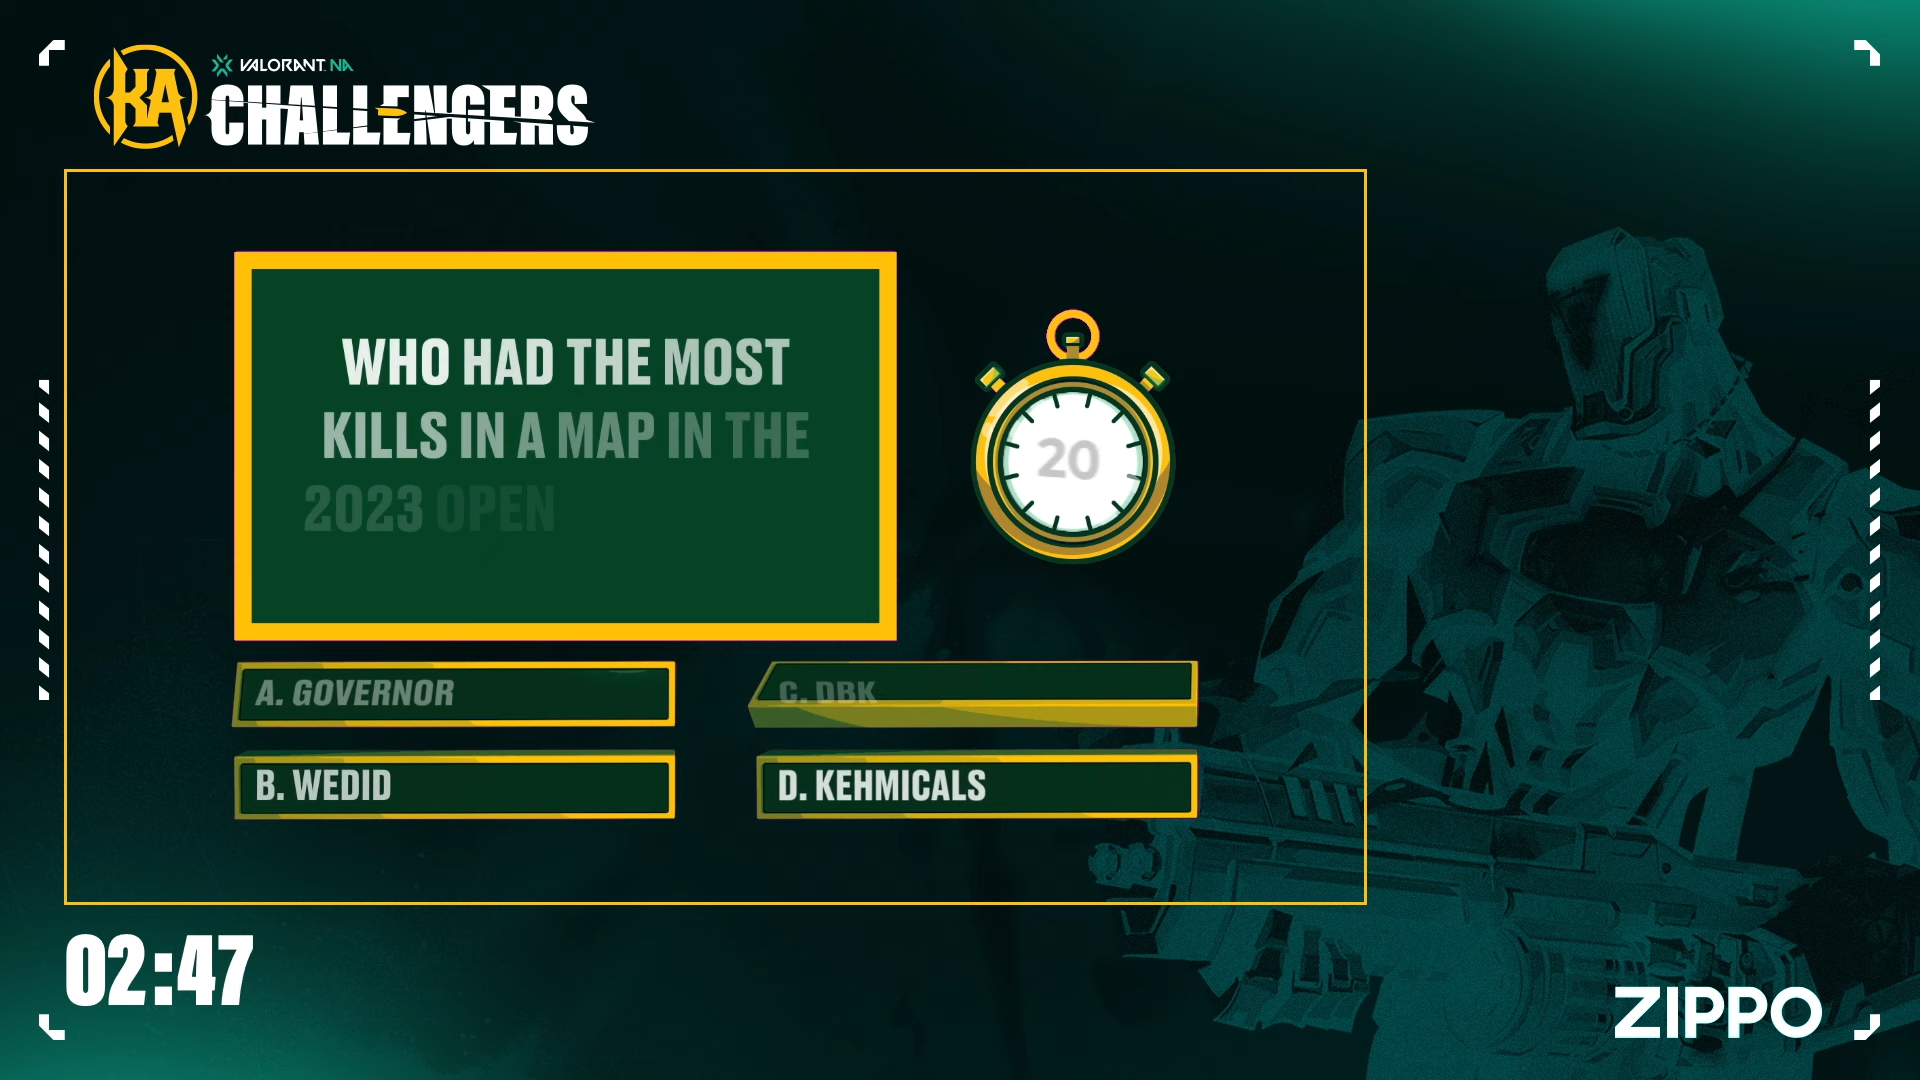 KA
VALORANT NA
CHALLENGERS
WHO HAD THE MOST
KILLS IN A MAP IN THE
2023 OPEN
20
A. GOVERNOR
C. DBK
B. WEDID
D. KEHMICALS
02:47
ZIPPO